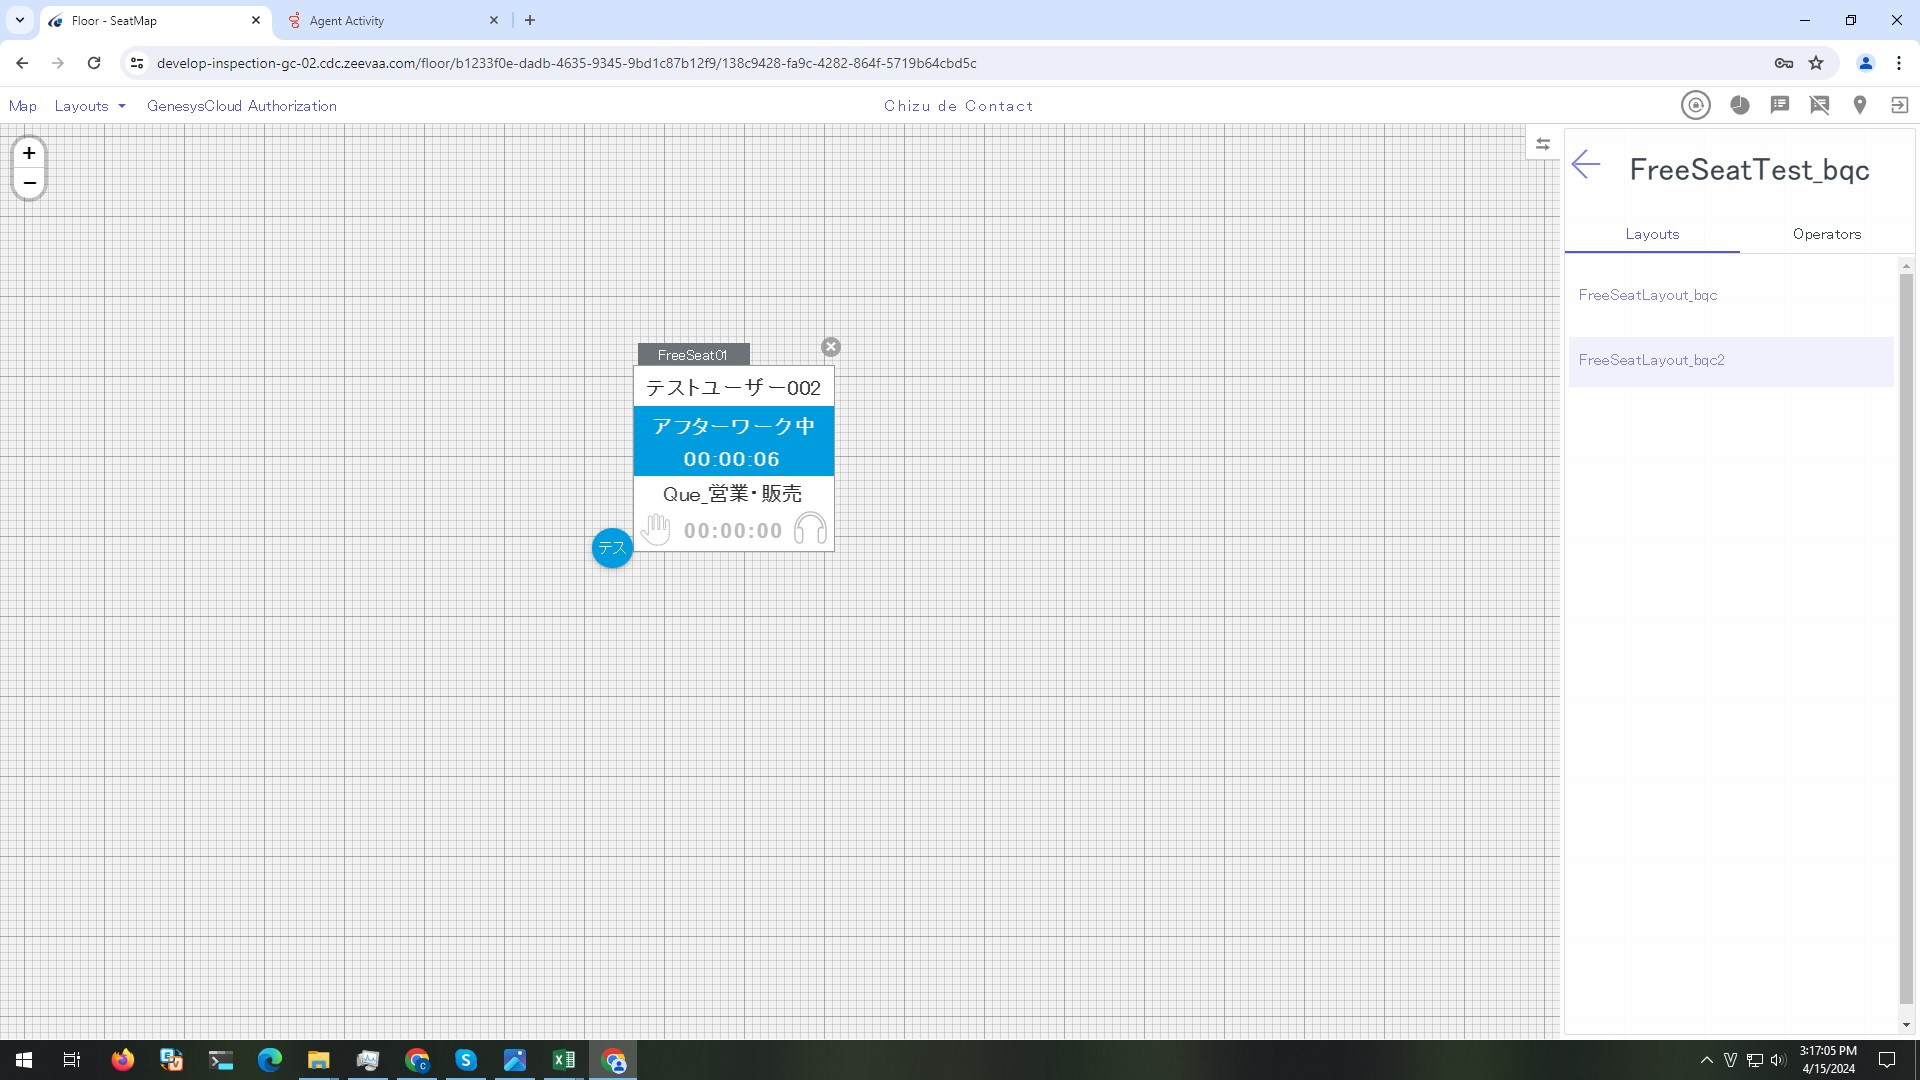 Floor - SeatMap
Agent Activity
develop-inspection-gc-02.cdc.zeevaa.com/floor/b1233f0e-dadb-4635-9345-9bd1c87b12f9/138c9428-fa9c-4282-864f-5719b64cbd5c
Map
Layouts
GenesysCloud Authorization
Chizu de Contact
+
−
FreeSeatTest_bqc
Layouts
Operators
FreeSeatLayout_bqc
FreeSeatLayout_bqc2
FreeSeat01
テストユーザー002
アフターワーク中
00:00:06
Que_営業・販売
00:00:00
テス
3:17:05 PM
4/15/2024